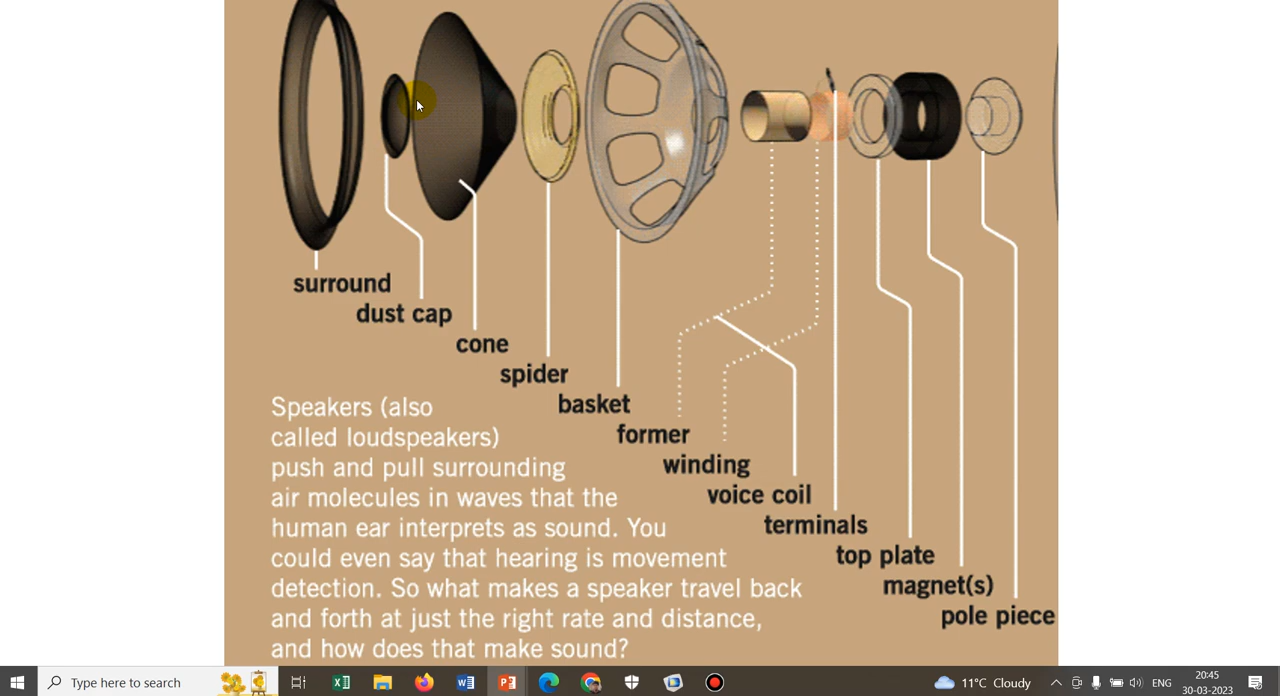 surround
dust cap
cone
spider
basket
former
winding
voice coil
terminals
top plate
magnet(s)
pole piece
Speakers (also
called loudspeakers)
push and pull surrounding
air molecules in waves that the
human ear interprets as sound. You
could even say that hearing is movement
detection. So what makes a speaker travel back
and forth at just the right rate and distance,
and how does that make sound?
Type here to search
11°C Cloudy
ENG
20:45
30-03-2023